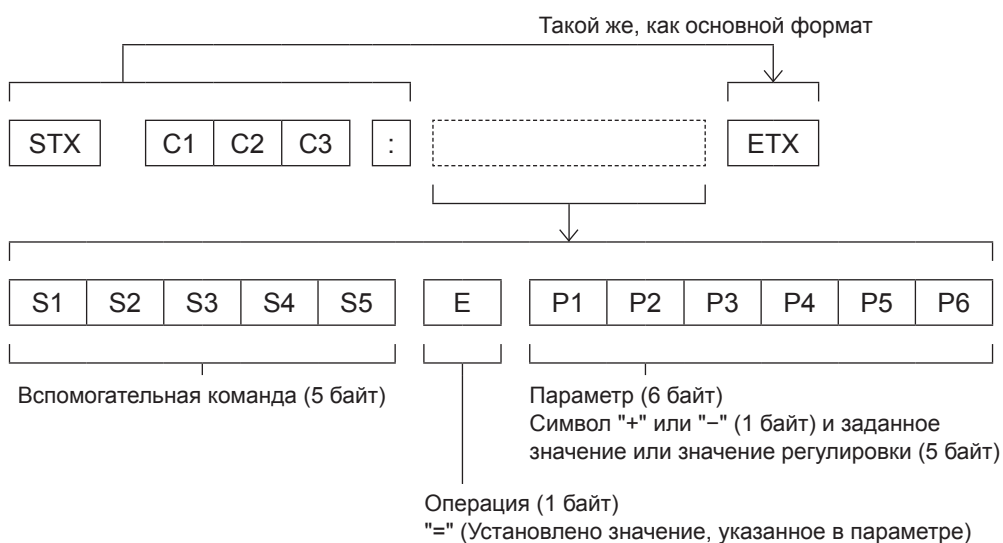 Такой же, как основной формат
STX C1 C2 C3 : ETX
S1 S2 S3 S4 S5 E P1 P2 P3 P4 P5 P6
Вспомогательная команда (5 байт)
Параметр (6 байт)
Символ "+" или "−" (1 байт) и заданное
значение или значение регулировки (5 байт)
Операция (1 байт)
"=" (Установлено значение, указанное в параметре)